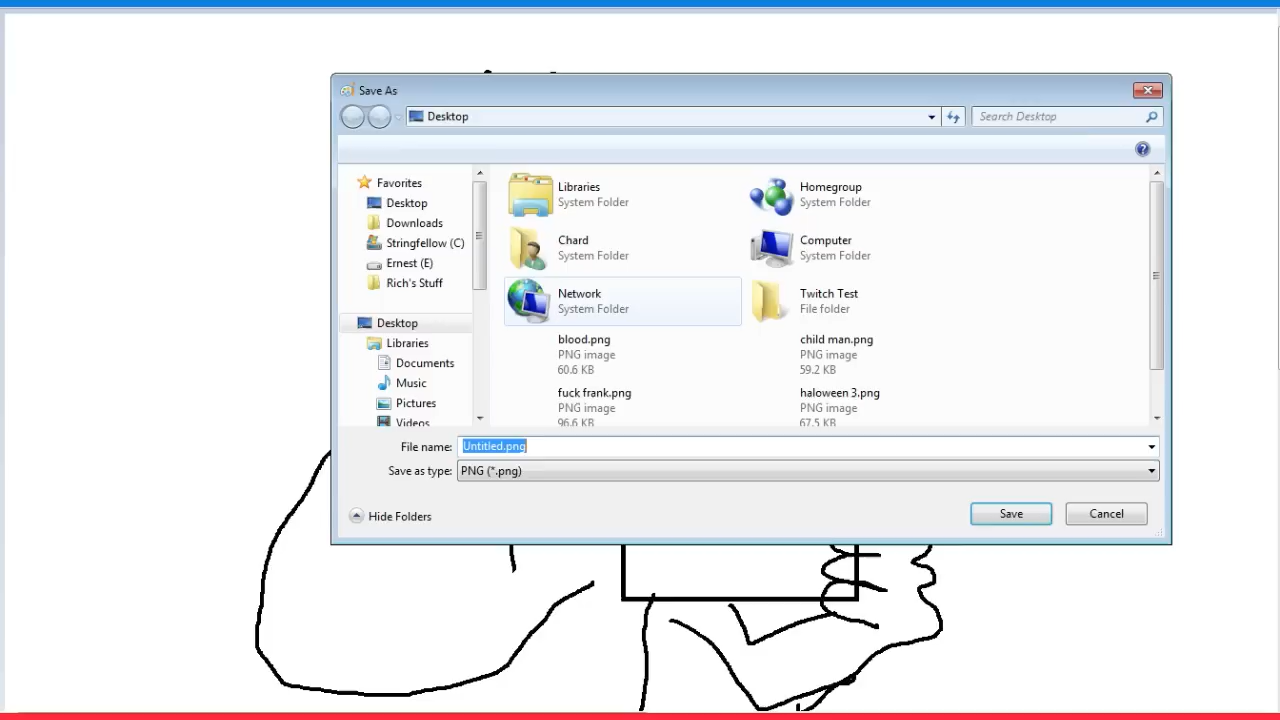 Save As
Desktop
Search Desktop
Favorites
Desktop
Downloads
Stringfellow (C)
Ernest (E)
Rich's Stuff
Desktop
Libraries
Documents
Music
Pictures
Videos
Libraries
System Folder
Homegroup
System Folder
Chard
System Folder
Computer
System Folder
Network
System Folder
Twitch Test
File folder
blood.png
PNG image
60.6 KB
child man.png
PNG image
59.2 KB
fuck frank.png
PNG image
96.6 KB
haloween 3.png
PNG image
67.5 KB
File name: Untitled.png
Save as type: PNG (*.png)
Hide Folders
Save
Cancel